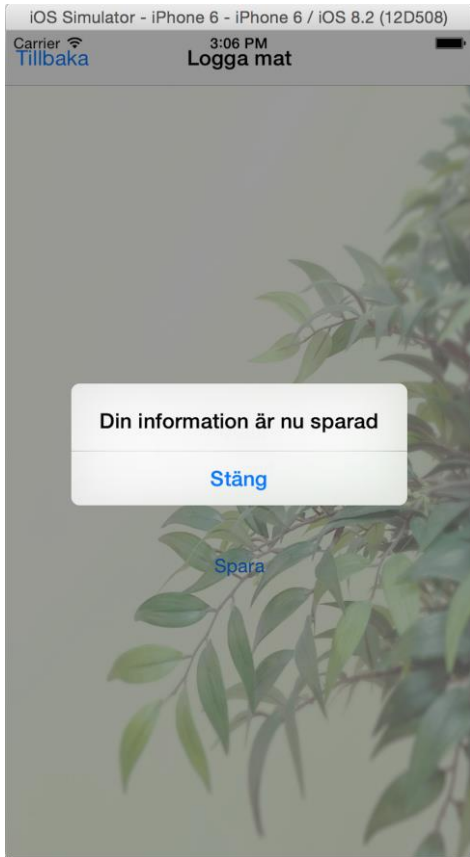 iOS Simulator - iPhone 6 - iPhone 6 / iOS 8.2 (12D508)
Carrier 3:06 PM
Tillbaka Logga mat
Din information är nu sparad
Stäng
Spara